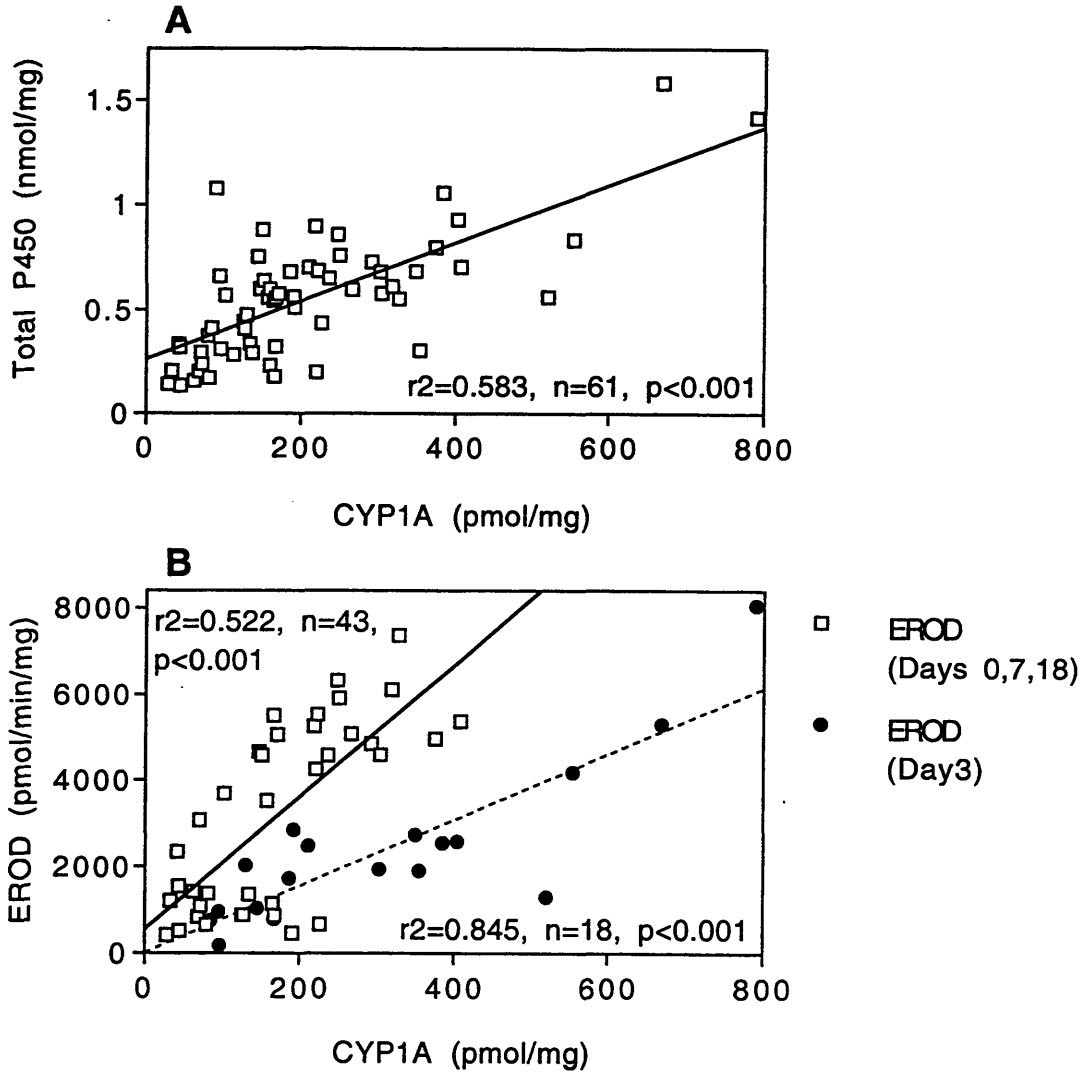 A
Total P450 (nmol/mg)
1.5
1
0.5
0
r2=0.583, n=61, p<0.001
0 200 400 600 800
CYP1A (pmol/mg)
B
EROD (pmol/min/mg)
8000
6000
4000
2000
0
r2=0.522, n=43,
p<0.001
r2=0.845, n=18, p<0.001
0 200 400 600 800
CYP1A (pmol/mg)
EROD
(Days 0,7,18)
EROD
(Day3)